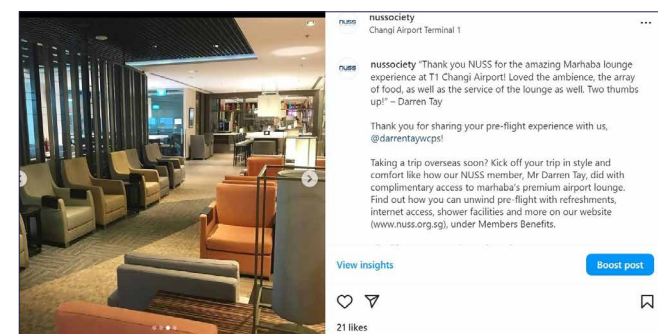 nuss
nussociety
Changi Airport Terminal 1
nuss
nussociety "Thank you NUSS for the amazing Marhaba lounge
experience at T1 Changi Airport! Loved the ambience, the array
of food, as well as the service of the lounge as well. Two thumbs
up!" – Darren Tay
Thank you for sharing your pre-flight experience with us,
@darrentaywcps!
Taking a trip overseas soon? Kick off your trip in style and
comfort like how our NUSS member, Mr Darren Tay, did with
complimentary access to marhaba's premium airport lounge.
Find out how you can unwind pre-flight with refreshments,
internet access, shower facilities and more on our website
(www.nuss.org.sg), under Members Benefits.
View insights
Boost post
21 likes